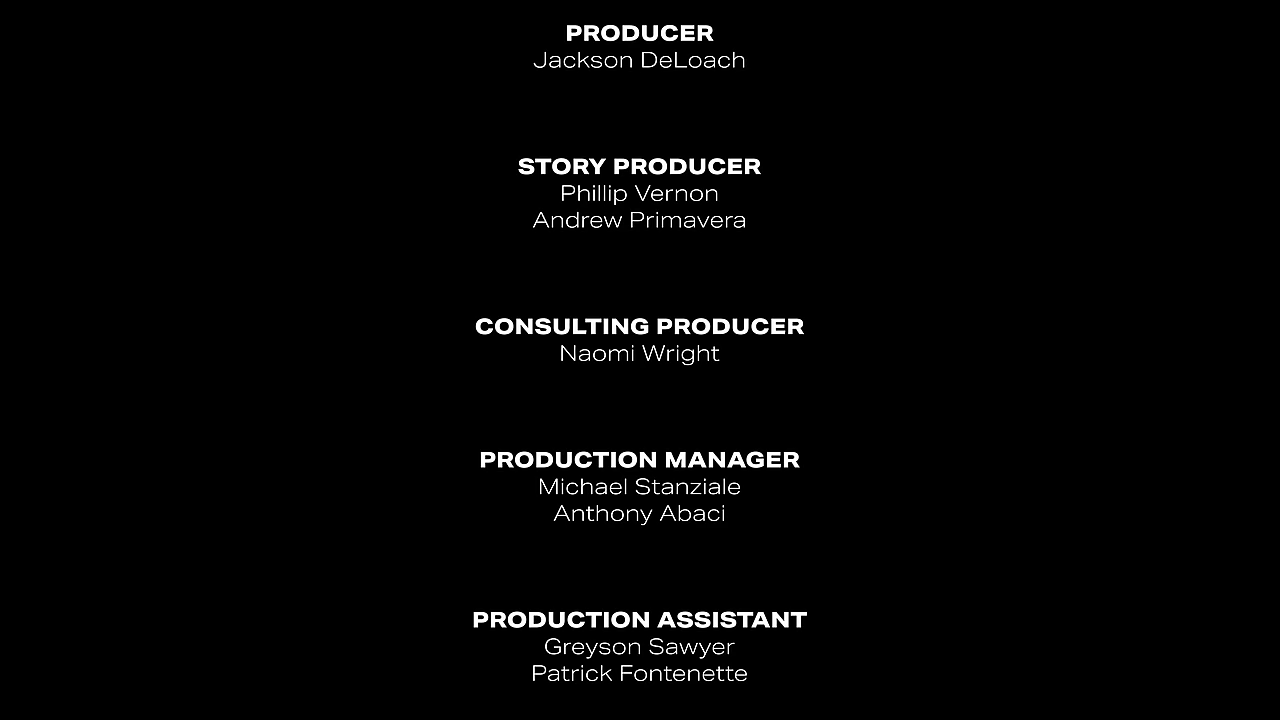 PRODUCER
Jackson DeLoach
STORY PRODUCER
Phillip Vernon
Andrew Primavera
CONSULTING PRODUCER
Naomi Wright
PRODUCTION MANAGER
Michael Stanziale
Anthony Abaci
PRODUCTION ASSISTANT
Greyson Sawyer
Patrick Fontenette